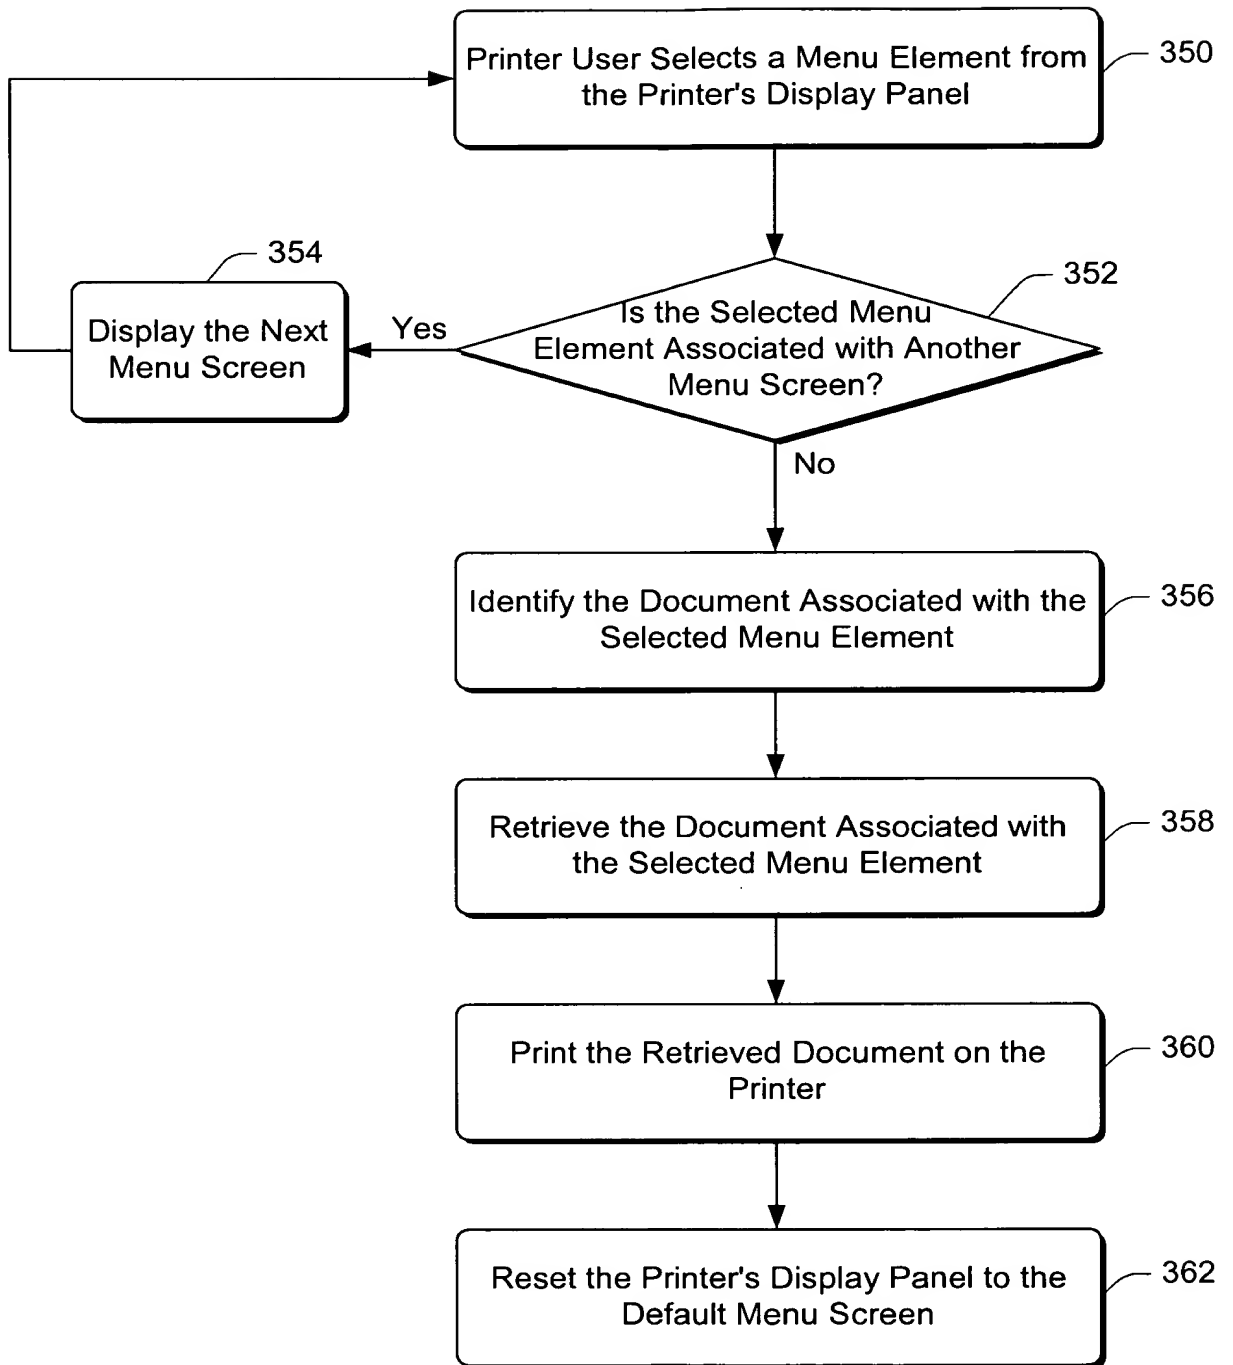 Printer User Selects a Menu Element from
the Printer's Display Panel
350
354
352
Is the Selected Menu
Element Associated with Another
Menu Screen?
Yes
Display the Next
Menu Screen
No
Identify the Document Associated with the
Selected Menu Element
356
Retrieve the Document Associated with
the Selected Menu Element
358
Print the Retrieved Document on the
Printer
360
Reset the Printer's Display Panel to the
Default Menu Screen
362